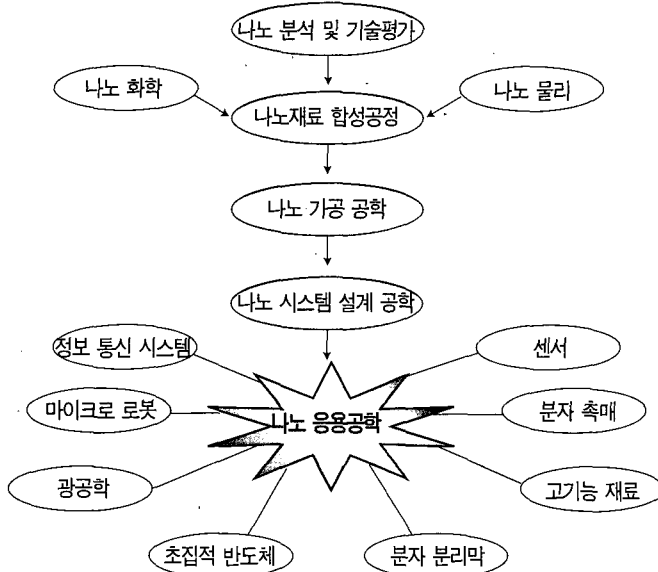 나노 분석 및 기술평가
나노 화학
나노 물리
나노재료 합성공정
나노 가공 공학
나노 시스템 설계 공학
정보 통신 시스템
센서
마이크로 로봇
나노 응용공학
분자 촉매
광공학
고기능 재료
초집적 반도체
분자 분리막